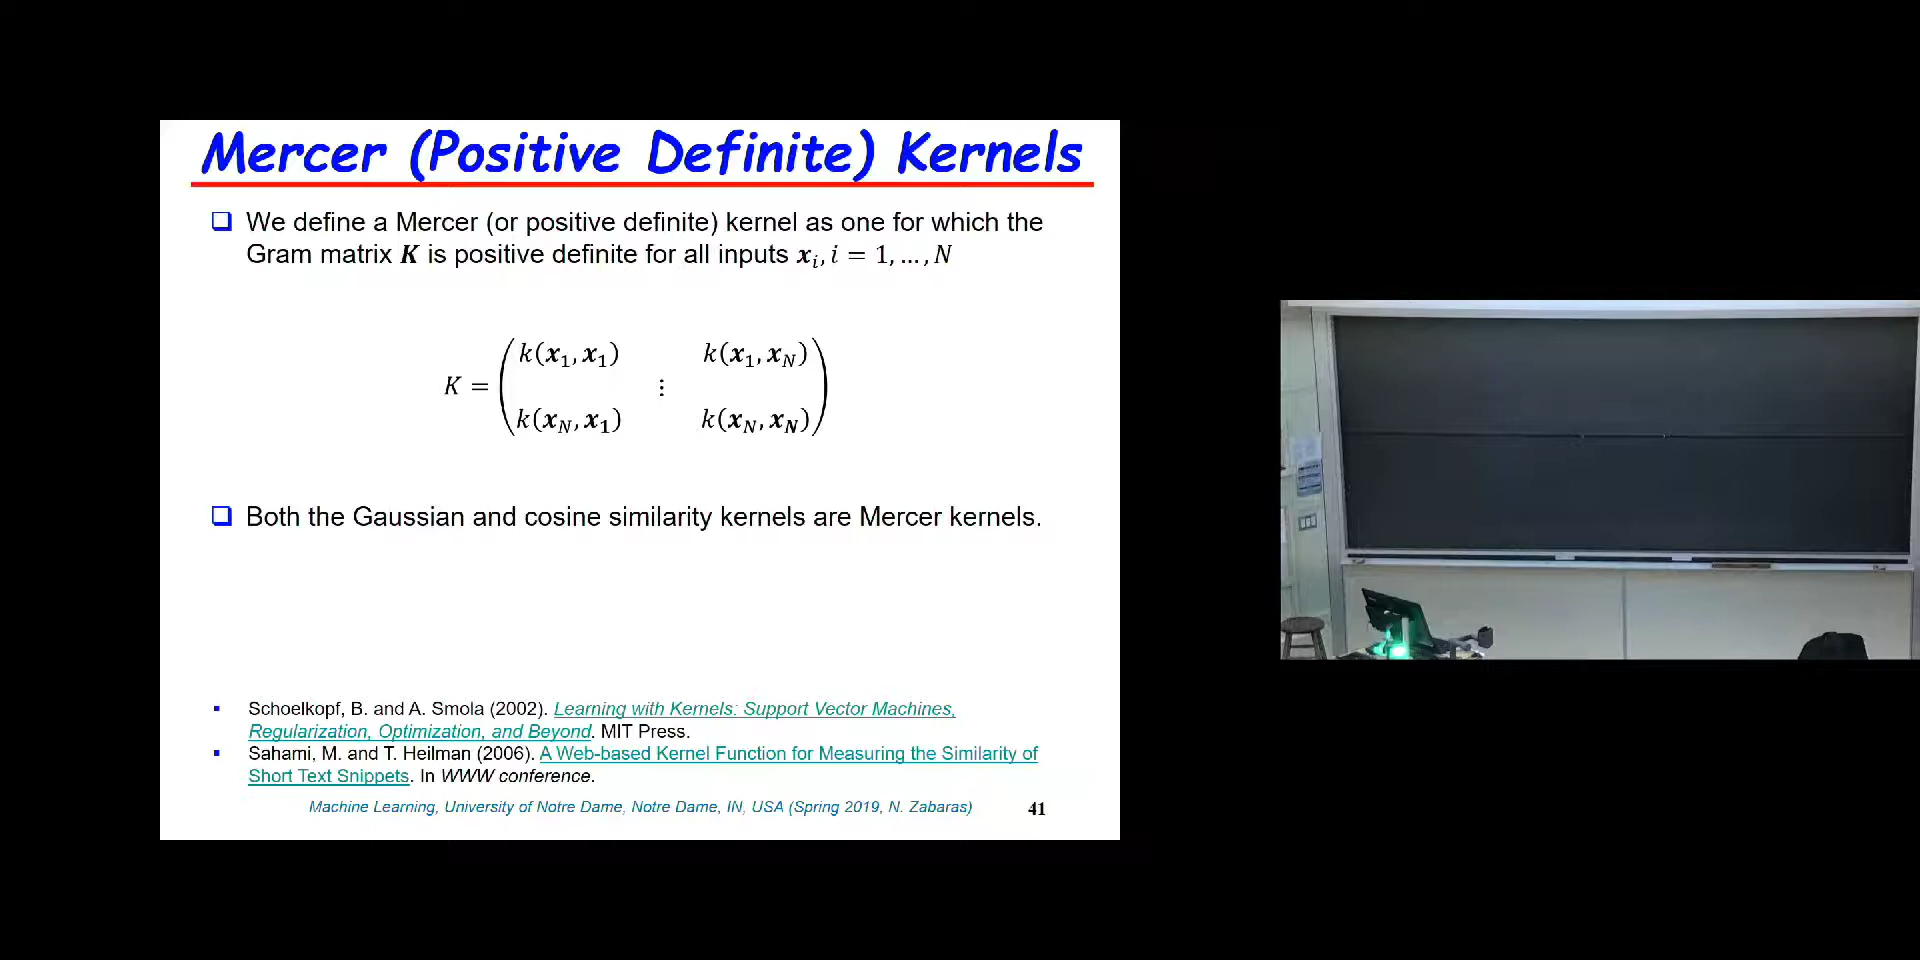 Mercer (Positive Definite) Kernels
We define a Mercer (or positive definite) kernel as one for which the
Gram matrix K is positive definite for all inputs x_i, i = 1, …, N
k(x_1, x_1) k(x_1, x_N)
K = ⋮
k(x_N, x_1) k(x_N, x_N)
Both the Gaussian and cosine similarity kernels are Mercer kernels.
Schoelkopf, B. and A. Smola (2002). Learning with Kernels: Support Vector Machines,
Regularization, Optimization, and Beyond. MIT Press.
Sahami, M. and T. Heilman (2006). A Web-based Kernel Function for Measuring the Similarity of
Short Text Snippets. In WWW conference.
Machine Learning, University of Notre Dame, Notre Dame, IN, USA (Spring 2019, N. Zabaras)
41